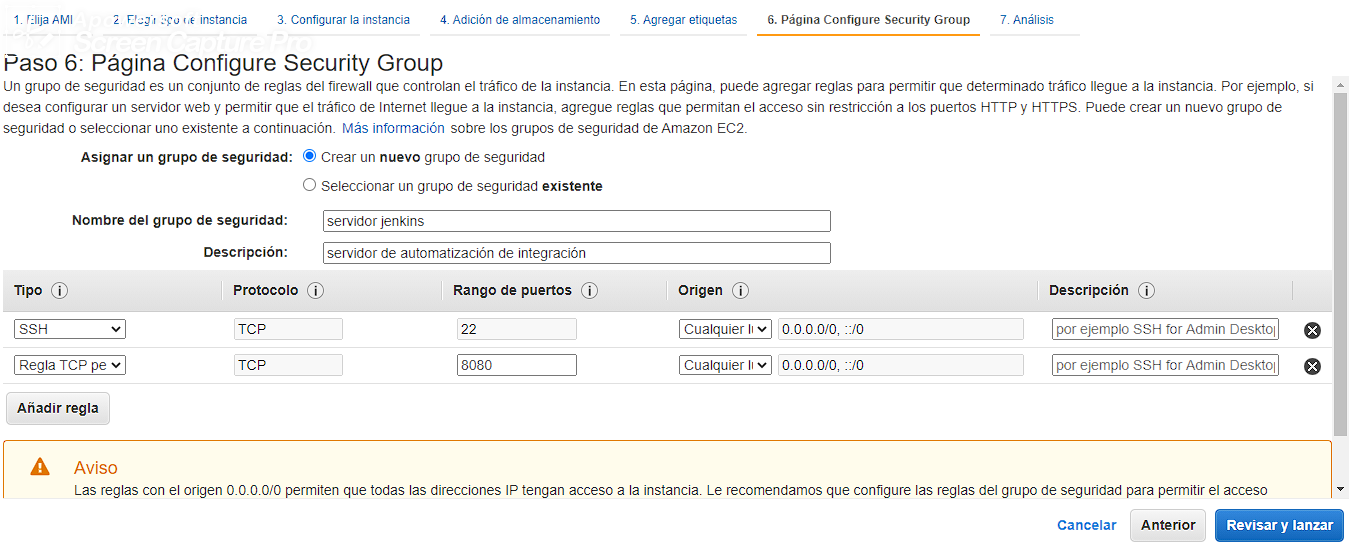 1. Elija AMI 2. Elegir tipo de instancia 3. Configurar la instancia 4. Adición de almacenamiento 5. Agregar etiquetas 6. Página Configure Security Group 7. Análisis
Screen Capture Pro
Paso 6: Página Configure Security Group
Un grupo de seguridad es un conjunto de reglas del firewall que controlan el tráfico de la instancia. En esta página, puede agregar reglas para permitir que determinado tráfico llegue a la instancia. Por ejemplo, si
desea configurar un servidor web y permitir que el tráfico de Internet llegue a la instancia, agregue reglas que permitan el acceso sin restricción a los puertos HTTP y HTTPS. Puede crear un nuevo grupo de
seguridad o seleccionar uno existente a continuación. Más información sobre los grupos de seguridad de Amazon EC2.
Asignar un grupo de seguridad: Crear un nuevo grupo de seguridad
Seleccionar un grupo de seguridad existente
Nombre del grupo de seguridad: servidor jenkins
Descripción: servidor de automatización de integración
Tipo Protocolo Rango de puertos Origen Descripción
SSH TCP 22 Cualquier lu 0.0.0.0/0, ::/0 por ejemplo SSH for Admin Desktop
Regla TCP pe TCP 8080 Cualquier lu 0.0.0.0/0, ::/0 por ejemplo SSH for Admin Desktop
Añadir regla
Aviso
Las reglas con el origen 0.0.0.0/0 permiten que todas las direcciones IP tengan acceso a la instancia. Le recomendamos que configure las reglas del grupo de seguridad para permitir el acceso
Cancelar Anterior Revisar y lanzar